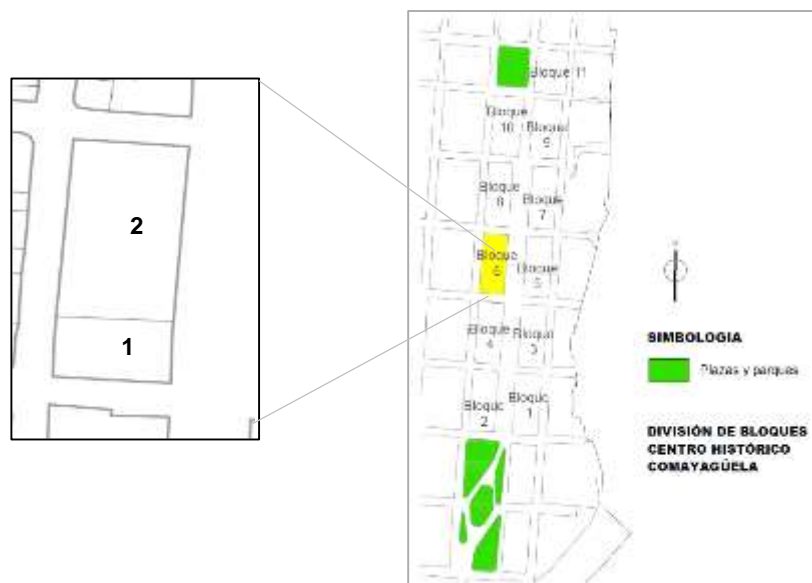 2
1
Bloque 11
Bloque
10
Bloque
9
Bloque
8
Bloque
7
Bloque
6
Bloque
5
Bloque
4
Bloque
3
Bloque
2
Bloque
1
SIMBOLOGIA
Plazas y parques
DIVISIÓN DE BLOQUES
CENTRO HISTÓRICO
COMAYAGÜELA